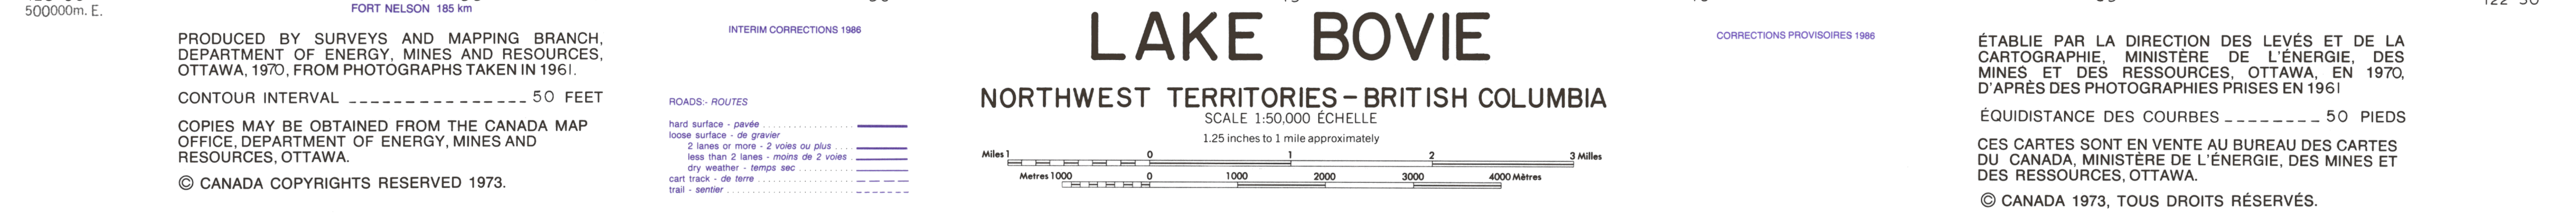 500000m. E.
FORT NELSON 185 km
PRODUCED BY SURVEYS AND MAPPING BRANCH,
DEPARTMENT OF ENERGY, MINES AND RESOURCES,
OTTAWA, 1970, FROM PHOTOGRAPHS TAKEN IN 1961.
CONTOUR INTERVAL 50 FEET
COPIES MAY BE OBTAINED FROM THE CANADA MAP
OFFICE, DEPARTMENT OF ENERGY, MINES AND
RESOURCES, OTTAWA.
© CANADA COPYRIGHTS RESERVED 1973.
INTERIM CORRECTIONS 1986
ROADS:- ROUTES
hard surface - pavée
loose surface - de gravier
2 lanes or more - 2 voies ou plus
less than 2 lanes - moins de 2 voies
dry weather - temps sec
cart track - de terre
trail - sentier
LAKE BOVIE
NORTHWEST TERRITORIES – BRITISH COLUMBIA
SCALE 1:50,000 ÉCHELLE
1.25 inches to 1 mile approximately
Miles 1 0 1 2 3 Milles
Metres 1000 0 1000 2000 3000 4000 Mètres
CORRECTIONS PROVISOIRES 1986
ÉTABLIE PAR LA DIRECTION DES LEVÉS ET DE LA
CARTOGRAPHIE, MINISTÈRE DE L'ÉNERGIE, DES
MINES ET DES RESSOURCES, OTTAWA, EN 1970,
D'APRÈS DES PHOTOGRAPHIES PRISES EN 1961
ÉQUIDISTANCE DES COURBES 50 PIEDS
CES CARTES SONT EN VENTE AU BUREAU DES CARTES
DU CANADA, MINISTÈRE DE L'ÉNERGIE, DES MINES ET
DES RESSOURCES, OTTAWA.
© CANADA 1973, TOUS DROITS RÉSERVÉS.